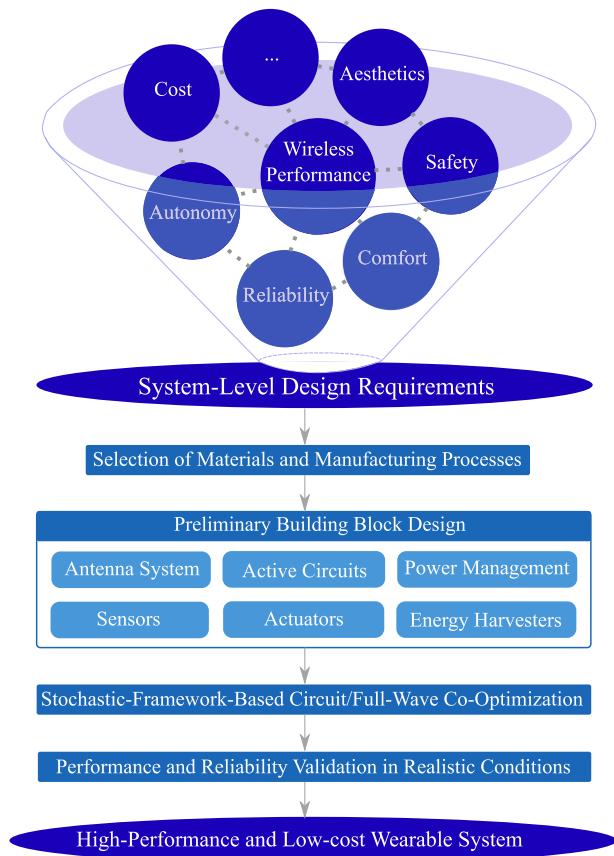 ...
Aesthetics
Cost
Wireless
Performance
Safety
Autonomy
Comfort
Reliability
System-Level Design Requirements
Selection of Materials and Manufacturing Processes
Preliminary Building Block Design
Antenna System
Active Circuits
Power Management
Sensors
Actuators
Energy Harvesters
Stochastic-Framework-Based Circuit/Full-Wave Co-Optimization
Performance and Reliability Validation in Realistic Conditions
High-Performance and Low-cost Wearable System